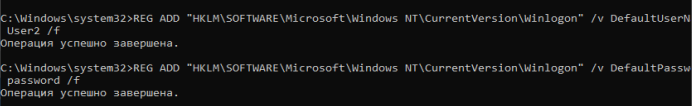 C:\Windows\system32>REG ADD "HKLM\SOFTWARE\Microsoft\Windows NT\CurrentVersion\Winlogon" /v DefaultUserN
User2 /f
Операция успешно завершена.
C:\Windows\system32>REG ADD "HKLM\SOFTWARE\Microsoft\Windows NT\CurrentVersion\Winlogon" /v DefaultPassw
password /f
Операция успешно завершена.